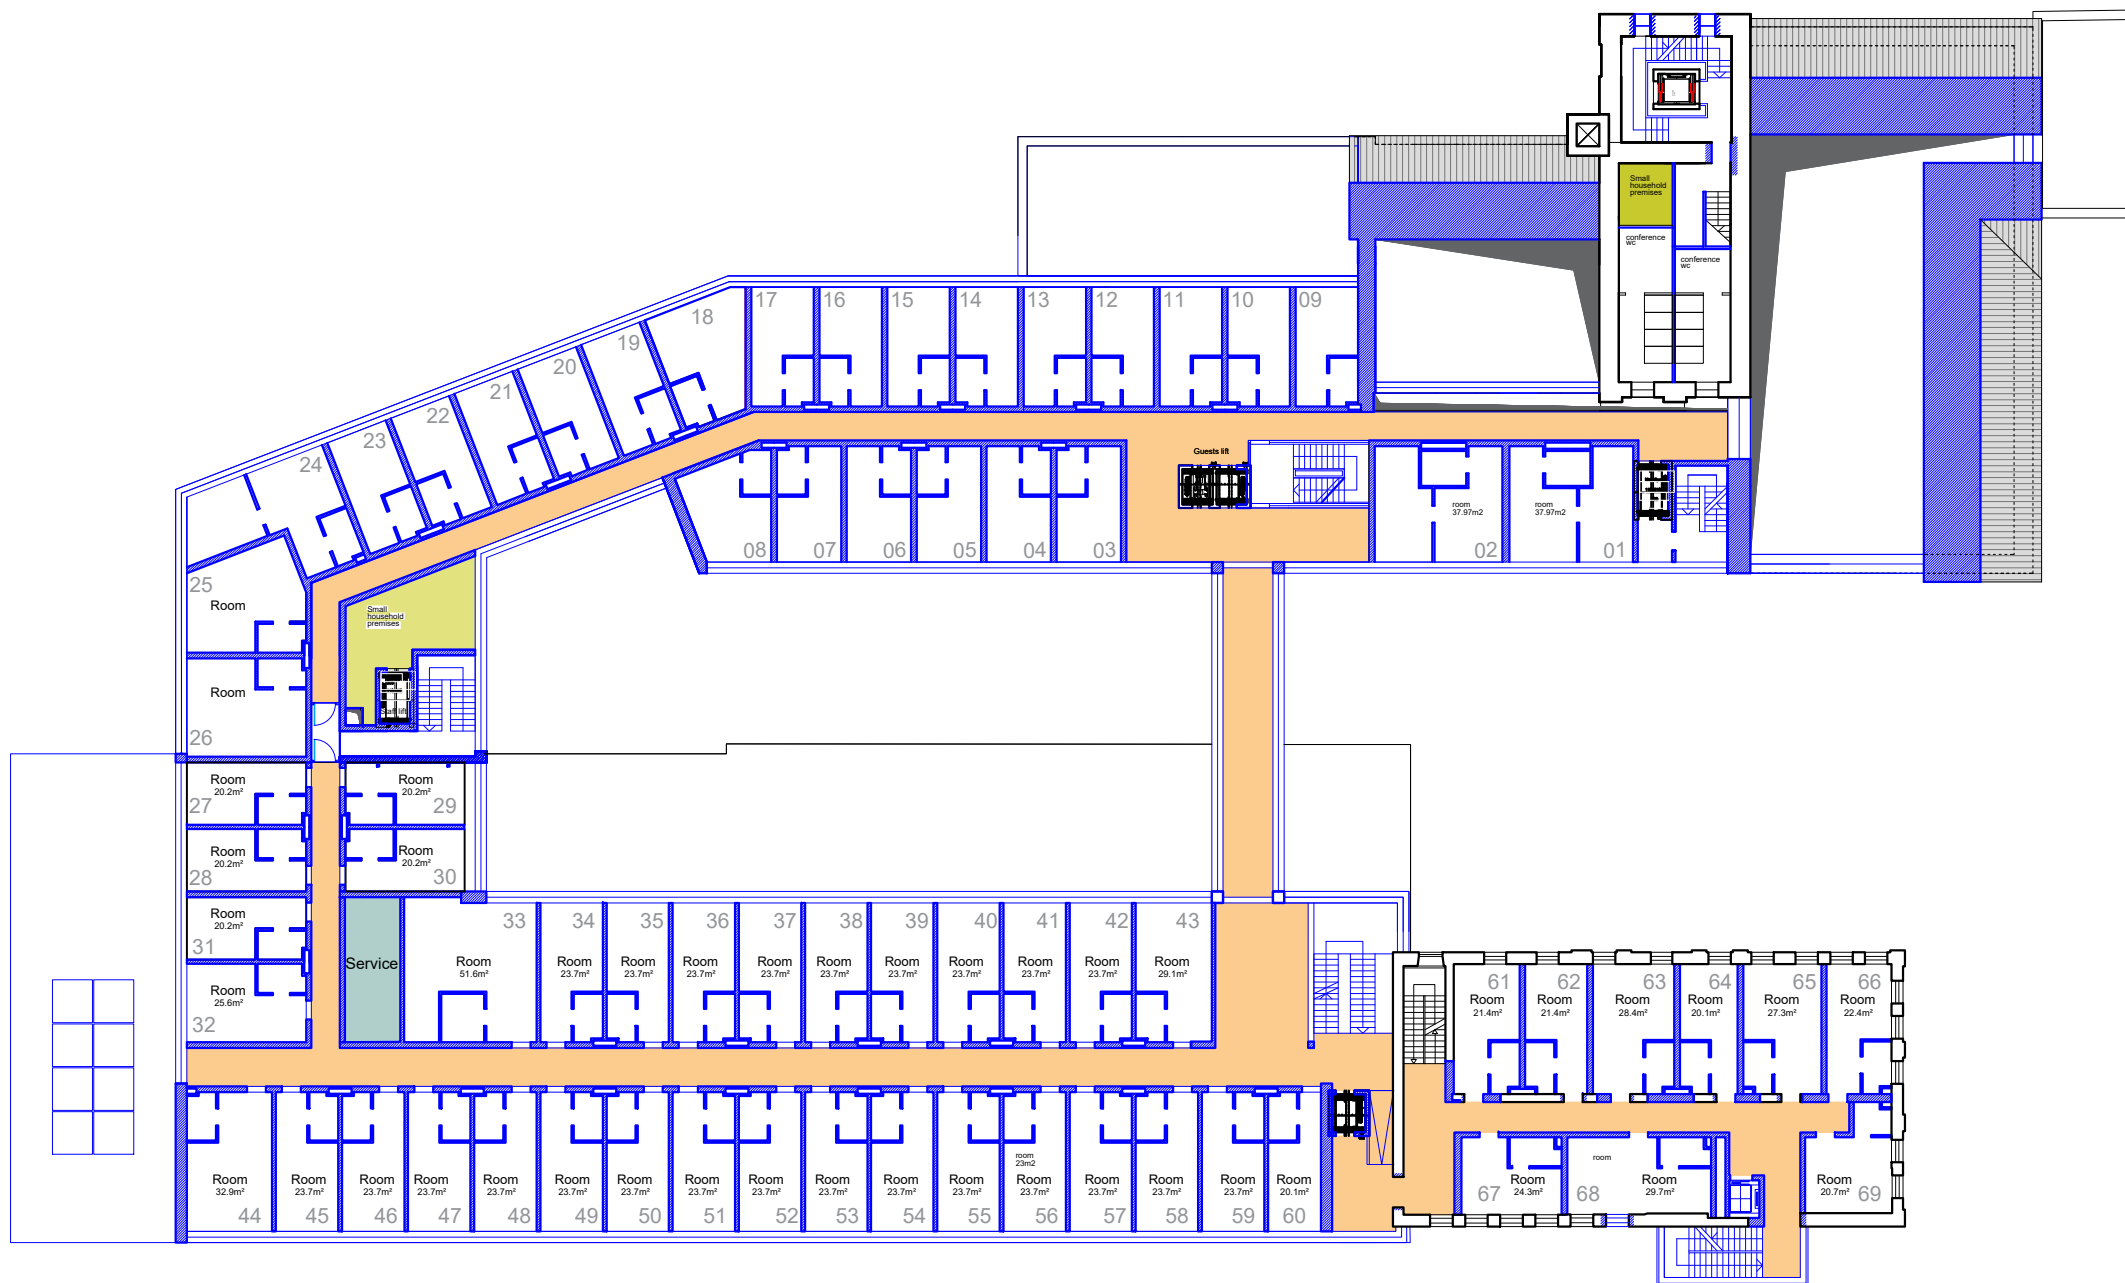 Small
household
premises
conference
wc
conference
wc
17
16
15
14
13
12
11
10
09
18
19
20
21
22
23
24
Guests lift
room
37.97m2
room
37.97m2
08
07
06
05
04
03
02
01
25
Room
Small
household
premises
Room
26
Staff lift
Room
20.2m²
27
Room
20.2m²
29
Room
20.2m²
28
Room
20.2m²
30
Room
20.2m²
31
Room
25.6m²
32
Service
33
Room
51.6m²
34
Room
23.7m²
35
Room
23.7m²
36
Room
23.7m²
37
Room
23.7m²
38
Room
23.7m²
39
Room
23.7m²
40
Room
23.7m²
41
Room
23.7m²
42
Room
23.7m²
43
Room
29.1m²
61
Room
21.4m²
62
Room
21.4m²
63
Room
28.4m²
64
Room
20.1m²
65
Room
27.3m²
66
Room
22.4m²
Room
32.9m²
44
Room
23.7m²
45
Room
23.7m²
46
Room
23.7m²
47
Room
23.7m²
48
Room
23.7m²
49
Room
23.7m²
50
Room
23.7m²
51
Room
23.7m²
52
Room
23.7m²
53
Room
23.7m²
54
Room
23.7m²
55
room
23m2
Room
23.7m²
56
Room
23.7m²
57
Room
23.7m²
58
Room
23.7m²
59
Room
20.1m²
60
67
Room
24.3m²
room
68
Room
29.7m²
Room
20.7m²
69